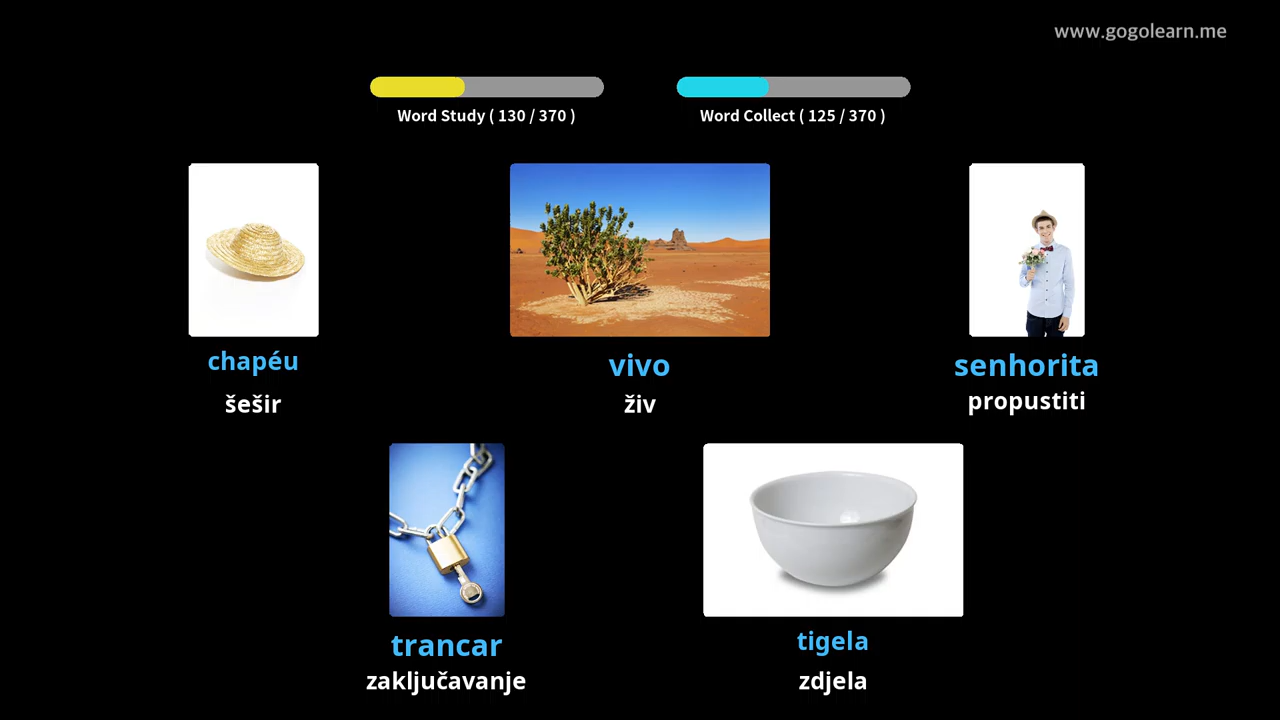 www.gogolearn.me
Word Study ( 130 / 370 )
Word Collect ( 125 / 370 )
chapéu
vivo
senhorita
šešir
živ
propustiti
trancar
tigela
zaključavanje
zdjela